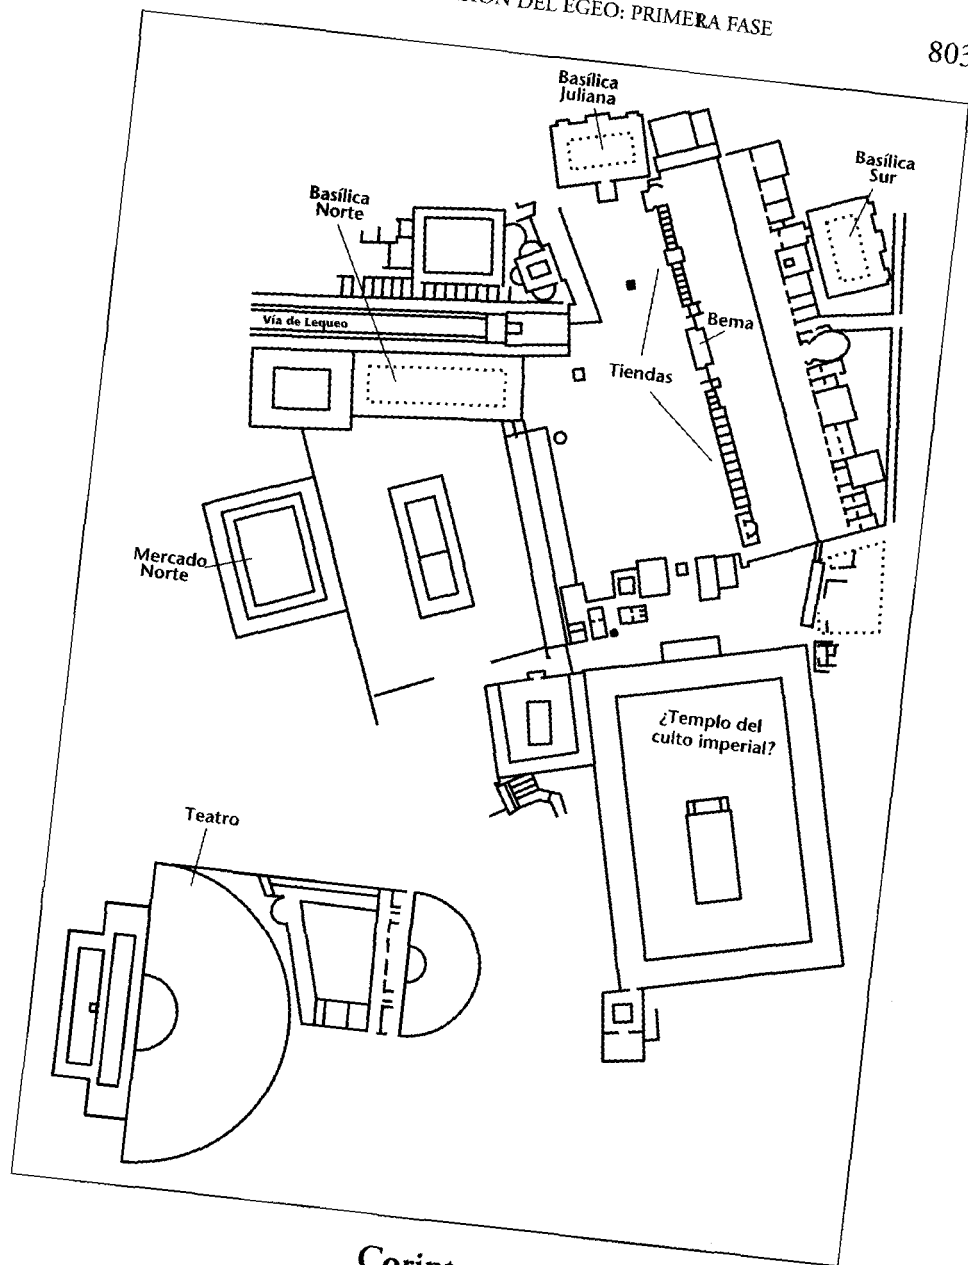 DEL EGEO: PRIMERA FASE
803
Basílica
Juliana
Basílica
Sur
Basílica
Norte
Vía de Lequeo
Bema
Tiendas
Mercado
Norte
¿Templo del
culto imperial?
Teatro